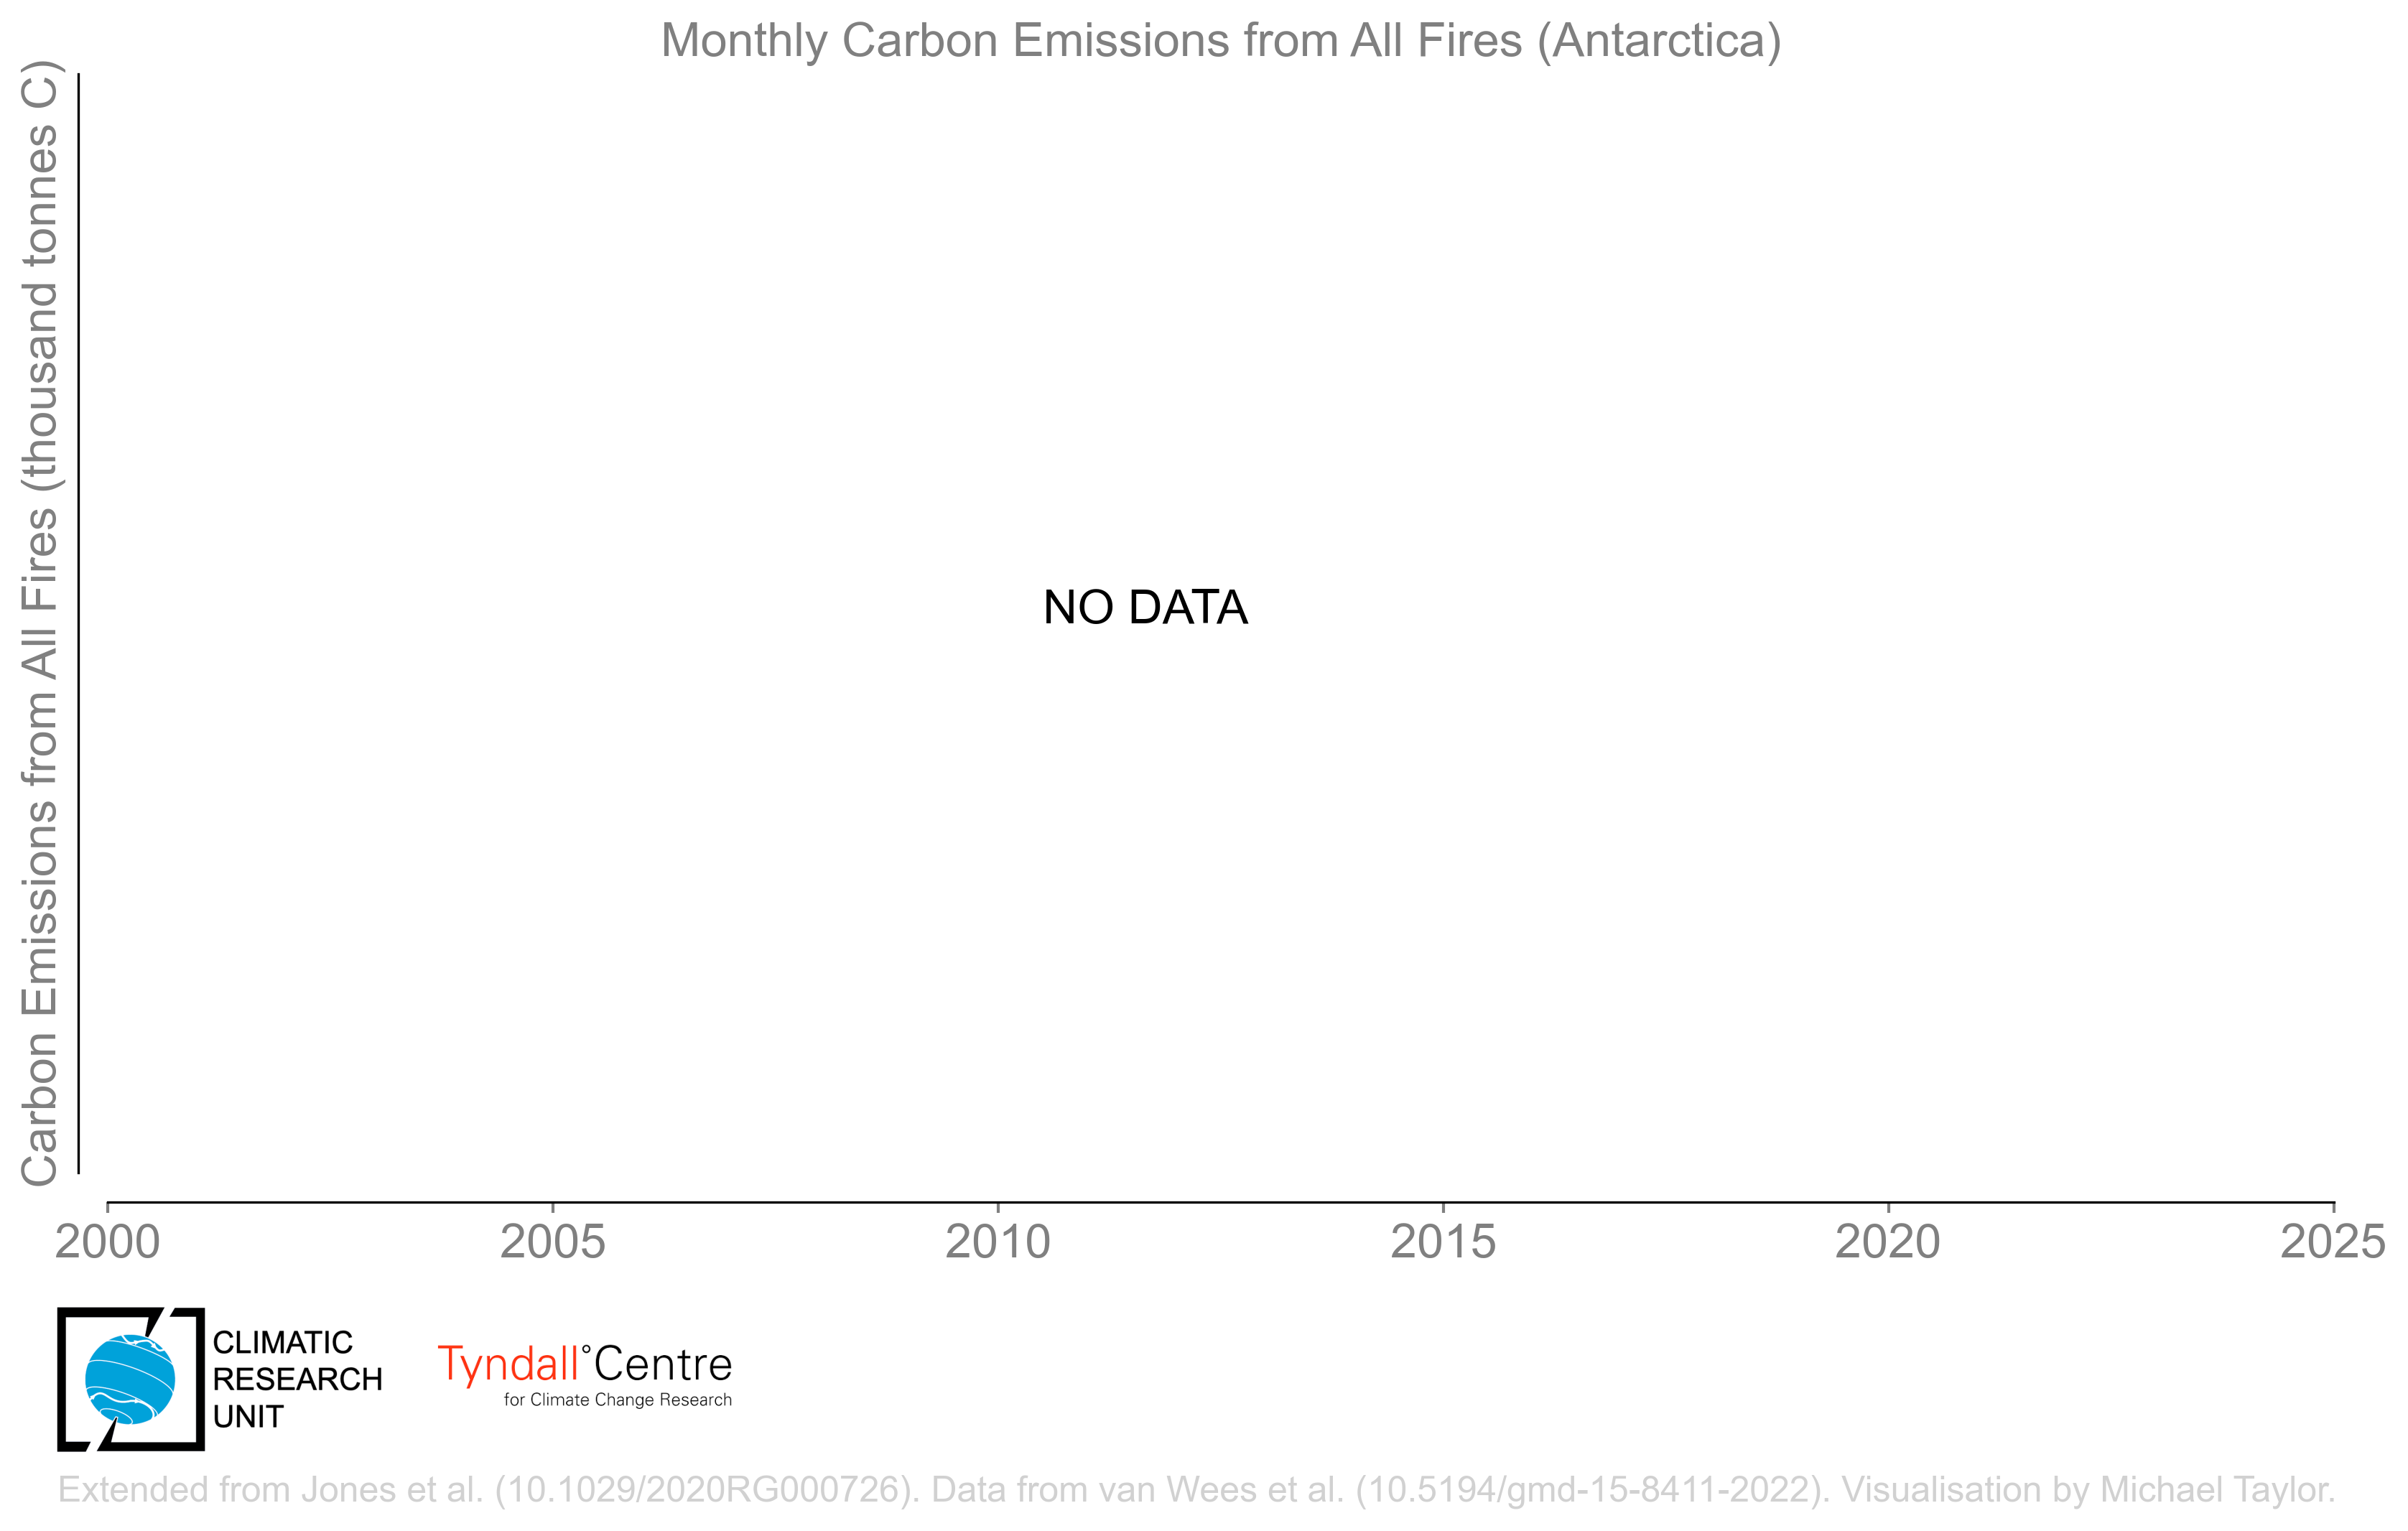 Monthly Carbon Emissions from All Fires (Antarctica)
Carbon Emissions from All Fires (thousand tonnes C)
NO DATA
2000 2005 2010 2015 2020 2025
CLIMATIC
RESEARCH
UNIT
Tyndall°Centre
for Climate Change Research
Extended from Jones et al. (10.1029/2020RG000726). Data from van Wees et al. (10.5194/gmd-15-8411-2022). Visualisation by Michael Taylor.